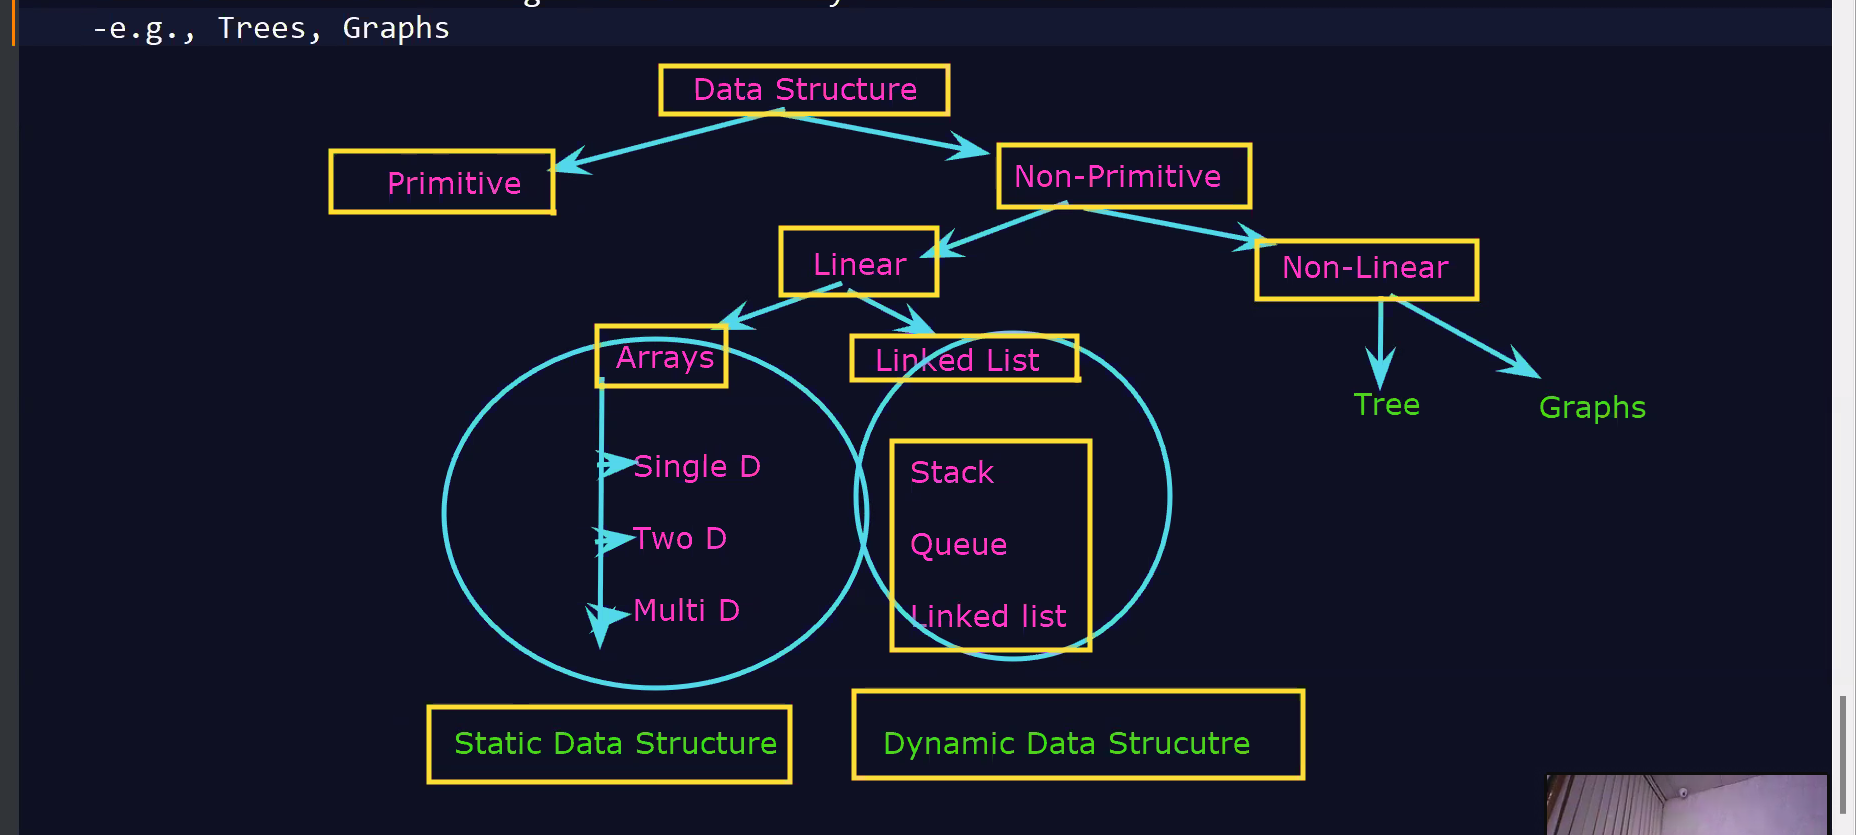 -e.g., Trees, Graphs
Data Structure
Primitive
Non-Primitive
Linear
Non-Linear
Arrays
Linked List
Tree
Graphs
Single D
Two D
Multi D
Stack
Queue
Linked list
Static Data Structure
Dynamic Data Strucutre